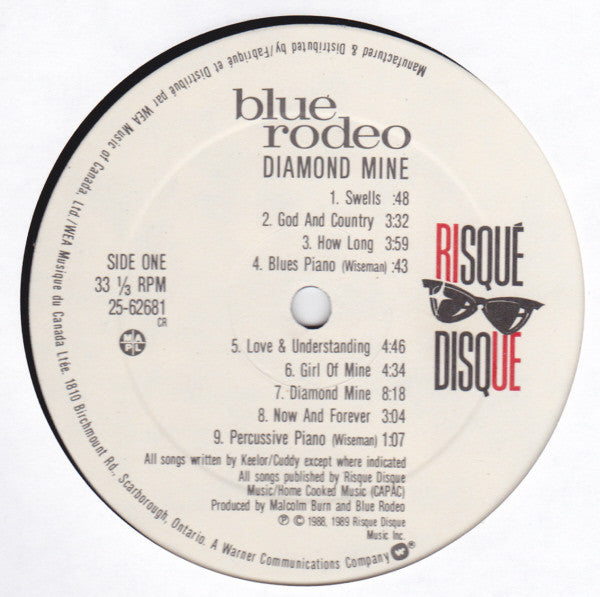 blue
rodeo
DIAMOND MINE
1. Swells :48
2. God And Country 3:32
3. How Long 3:59
4. Blues Piano (Wiseman) :43
SIDE ONE
33 ⅓ RPM
25-62681
CR
MAPL
RISQUÉ
DISQUE
5. Love & Understanding 4:46
6. Girl Of Mine 4:34
7. Diamond Mine 8:18
8. Now And Forever 3:04
9. Percussive Piano (Wiseman) 1:07
All songs written by Keelor/Cuddy except where indicated
All songs published by Risque Disque
Music/Home Cooked Music (CAPAC)
Produced by Malcolm Burn and Blue Rodeo
℗ © 1988, 1989 Risque Disque
Music Inc.
Manufactured & Distributed by/Fabriqué et Distribué par WEA Music of Canada, Ltd./WEA Musique du Canada Ltée. 1810 Birchmount Rd., Scarborough, Ontario. A Warner Communications Company ®